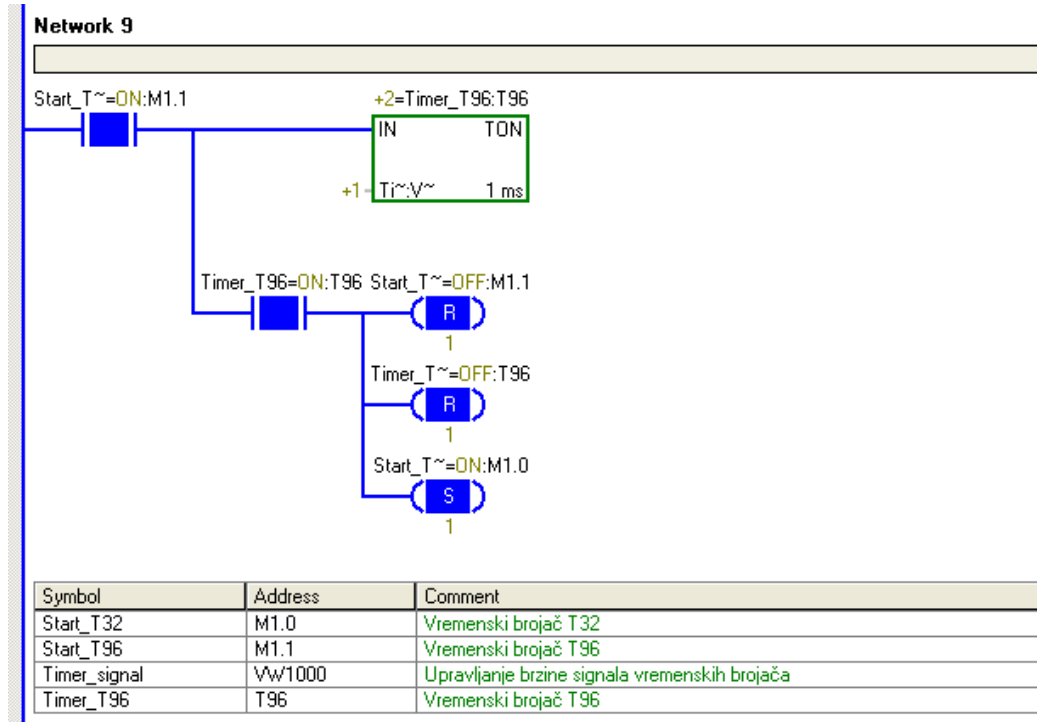 Network 9
Start_T~=ON:M1.1 +2=Timer_T96:T96
IN TON
+1 Ti~:V~ 1 ms
Timer_T96=ON:T96 Start_T~=OFF:M1.1
R
1
Timer_T~=OFF:T96
R
1
Start_T~=ON:M1.0
S
1
Symbol Address Comment
Start_T32 M1.0 Vremenski brojač T32
Start_T96 M1.1 Vremenski brojač T96
Timer_signal VW1000 Upravljanje brzine signala vremenskih brojača
Timer_T96 T96 Vremenski brojač T96